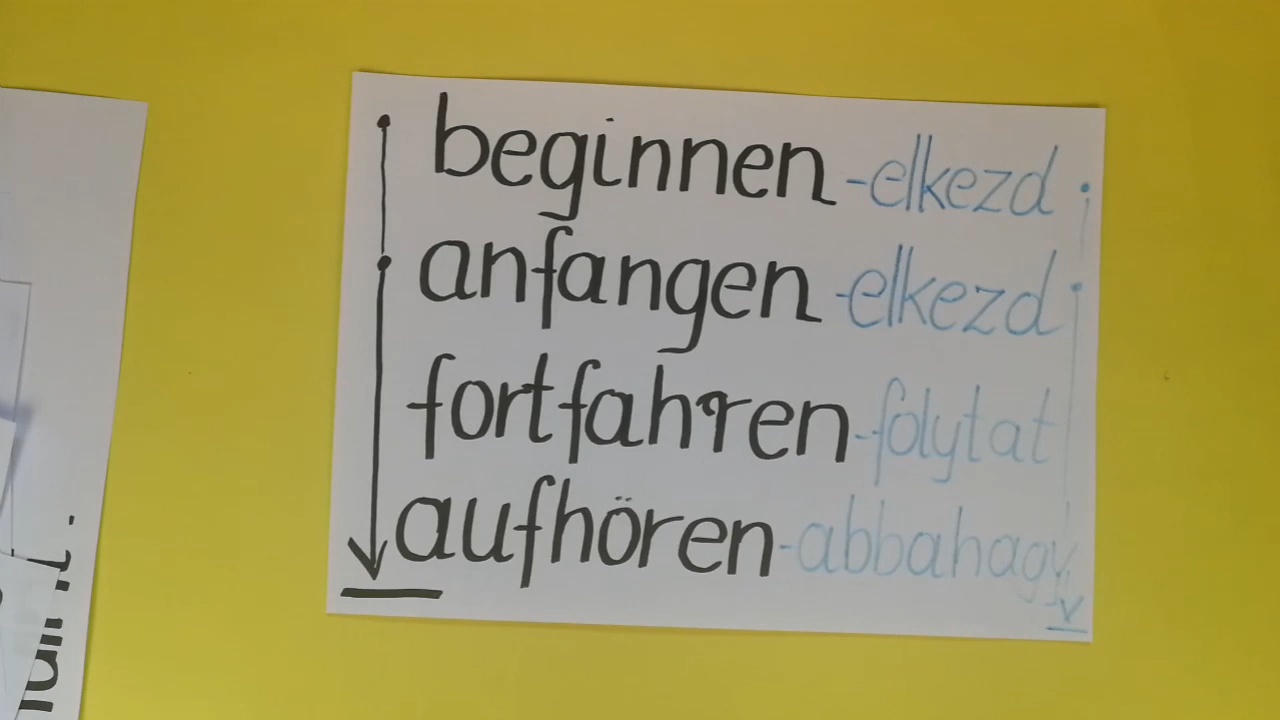 beginnen - elkezd
anfangen - elkezd
fortfahren - folytat
aufhören - abbahagy